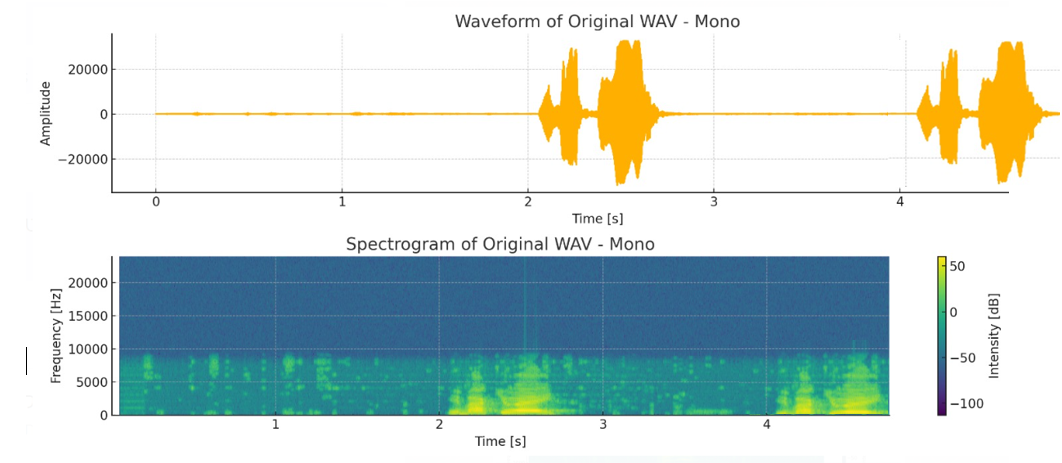 Waveform of Original WAV - Mono
20000
0
−20000
Amplitude
0 1 2 3 4
Time [s]
Spectrogram of Original WAV - Mono
20000
15000
10000
5000
0
Frequency [Hz]
1 2 3 4
Time [s]
50
0
−50
−100
Intensity [dB]